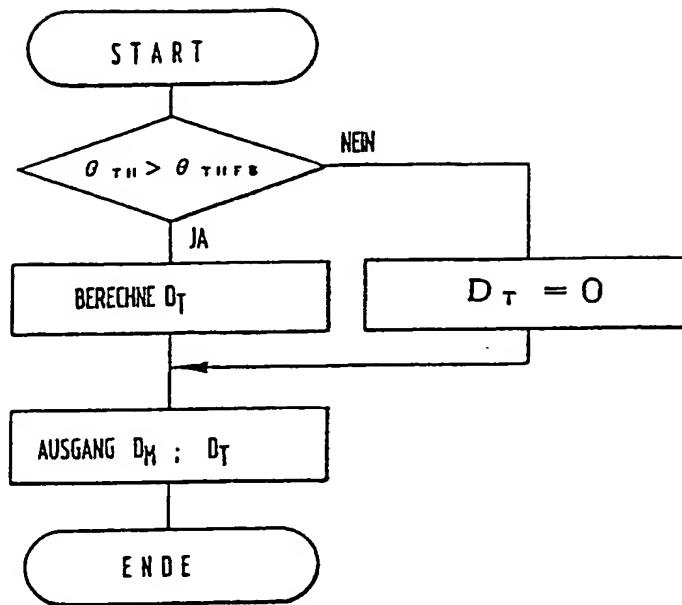 START
θ TH > θ THFB
NEIN
JA
BERECHNE DT
DT = 0
AUSGANG DM ; DT
ENDE